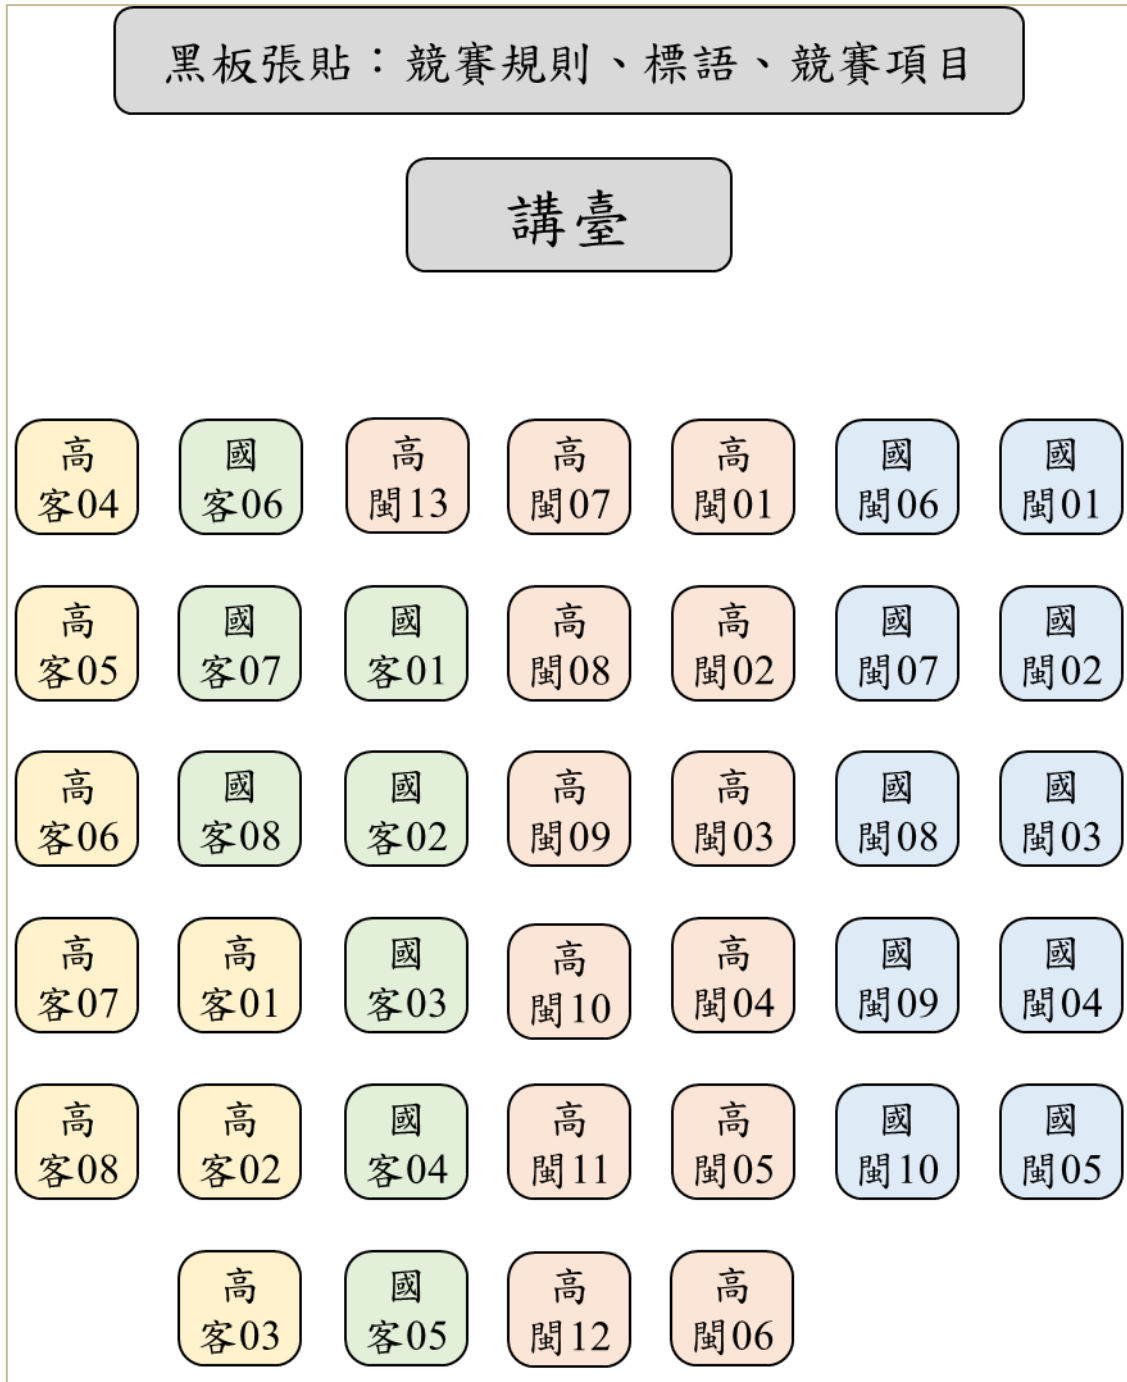 黑板張貼：競賽規則、標語、競賽項目
講臺
高
客04
國
客06
高
閩13
高
閩07
高
閩01
國
閩06
國
閩01
高
客05
國
客07
國
客01
高
閩08
高
閩02
國
閩07
國
閩02
高
客06
國
客08
國
客02
高
閩09
高
閩03
國
閩08
國
閩03
高
客07
高
客01
國
客03
高
閩10
高
閩04
國
閩09
國
閩04
高
客08
高
客02
國
客04
高
閩11
高
閩05
國
閩10
國
閩05
高
客03
國
客05
高
閩12
高
閩06